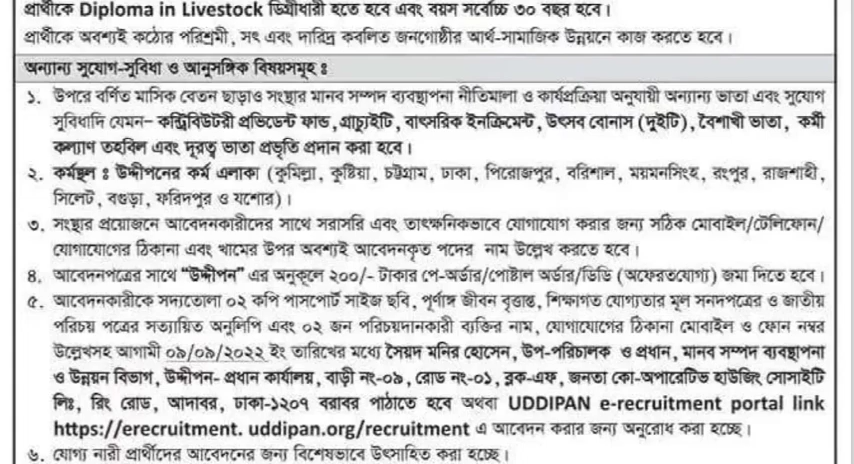 প্রার্থীকে Diploma in Livestock ডিগ্রীধারী হতে হবে এবং বয়স সর্বোচ্চ ৩০ বছর হবে।
প্রার্থীকে অবশ্যই কঠোর পরিশ্রমী, সৎ এবং দারিদ্র কবলিত জনগোষ্ঠীর আর্থ-সামাজিক উন্নয়নে কাজ করতে হবে।
অন্যান্য সুযোগ-সুবিধা ও আনুসঙ্গিক বিষয়সমূহ ঃ
১. উপরে বর্ণিত মাসিক বেতন ছাড়াও সংস্থার মানব সম্পদ ব্যবস্থাপনা নীতিমালা ও কার্যপ্রক্রিয়া অনুযায়ী অন্যান্য ভাতা এবং সুযোগ
সুবিধাদি যেমন– কন্ট্রিবিউটরী প্রভিডেন্ট ফান্ড, গ্রাচ্যুইটি, বাৎসরিক ইনক্রিমেন্ট, উৎসব বোনাস (দুইটি), বৈশাখী ভাতা, কর্মী
কল্যাণ তহবিল এবং দূরত্ব ভাতা প্রভৃতি প্রদান করা হবে।
২. কর্মস্থল ঃ উদ্দীপনের কর্ম এলাকা (কুমিল্লা, কুষ্টিয়া, চট্টগ্রাম, ঢাকা, পিরোজপুর, বরিশাল, ময়মনসিংহ, রংপুর, রাজশাহী,
সিলেট, বগুড়া, ফরিদপুর ও যশোর)।
৩. সংস্থার প্রয়োজনে আবেদনকারীদের সাথে সরাসরি এবং তাৎক্ষনিকভাবে যোগাযোগ করার জন্য সঠিক মোবাইল/টেলিফোন/
যোগাযোগের ঠিকানা এবং খামের উপর অবশ্যই আবেদনকৃত পদের নাম উল্লেখ করতে হবে।
৪. আবেদনপত্রের সাথে “উদ্দীপন” এর অনুকূলে ২০০/- টাকার পে-অর্ডার/পোষ্টাল অর্ডার/ডিডি (অফেরতযোগ্য) জমা দিতে হবে।
৫. আবেদনকারীকে সদ্যতোলা ০২ কপি পাসপোর্ট সাইজ ছবি, পূর্ণাঙ্গ জীবন বৃত্তান্ত, শিক্ষাগত যোগ্যতার মূল সনদপত্রের ও জাতীয়
পরিচয় পত্রের সত্যায়িত অনুলিপি এবং ০২ জন পরিচয়দানকারী ব্যক্তির নাম, যোগাযোগের ঠিকানা মোবাইল ও ফোন নম্বর
উল্লেখসহ আগামী ০৯/০৯/২০২২ ইং তারিখের মধ্যে সৈয়দ মনির হোসেন, উপ-পরিচালক ও প্রধান, মানব সম্পদ ব্যবস্থাপনা
ও উন্নয়ন বিভাগ, উদ্দীপন- প্রধান কার্যালয়, বাড়ী নং-০৯, রোড নং-০১, ব্লক-এফ, জনতা কো-অপারেটিভ হাউজিং সোসাইটি
লিঃ, রিং রোড, আদাবর, ঢাকা-১২০৭ বরাবর পাঠাতে হবে অথবা UDDIPAN e-recruitment portal link
https://erecruitment. uddipan.org/recruitment এ আবেদন করার জন্য অনুরোধ করা হচ্ছে।
৬. যোগ্য নারী প্রার্থীদের আবেদনের জন্য বিশেষভাবে উৎসাহিত করা হচ্ছে।